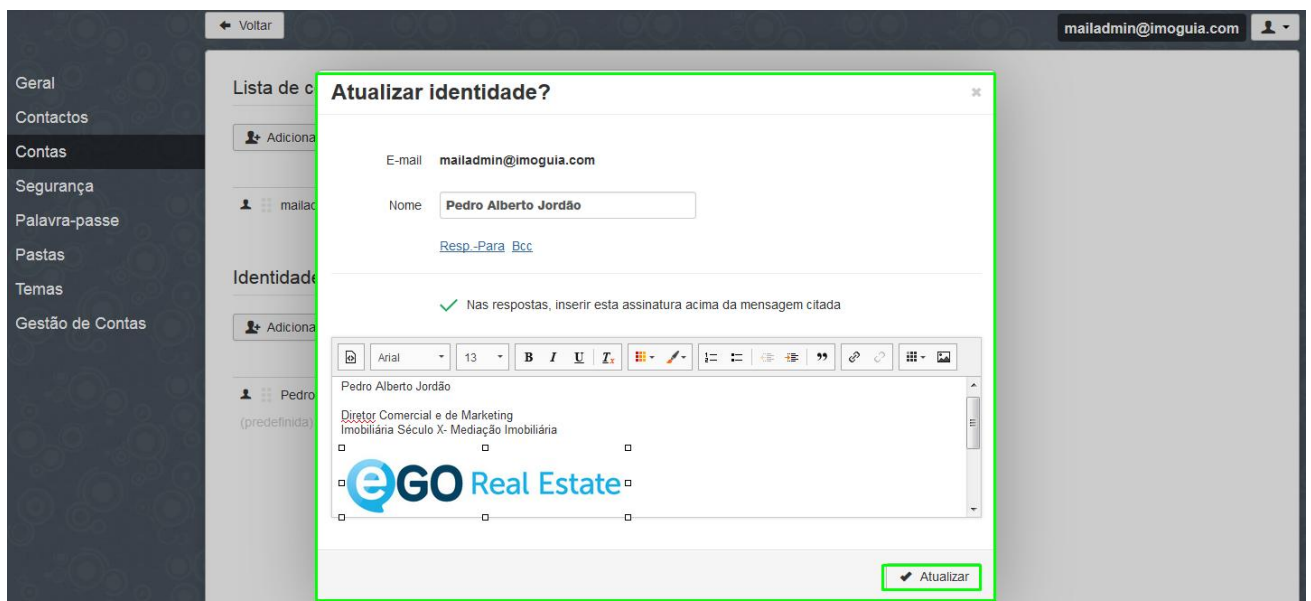 Voltar
mailadmin@imoguia.com
Geral
Contactos
Contas
Segurança
Palavra-passe
Pastas
Temas
Gestão de Contas
Lista de c
Adiciona
mailad
Identidade
Adiciona
Pedro
(predefinida)
Atualizar identidade?
E-mail mailadmin@imoguia.com
Nome Pedro Alberto Jordão
Resp.-Para Bcc
Nas respostas, inserir esta assinatura acima da mensagem citada
Arial 13 B I U Tx
Pedro Alberto Jordão
Diretor Comercial e de Marketing
Imobiliária Século X- Mediação Imobiliária
eGO Real Estate
Atualizar